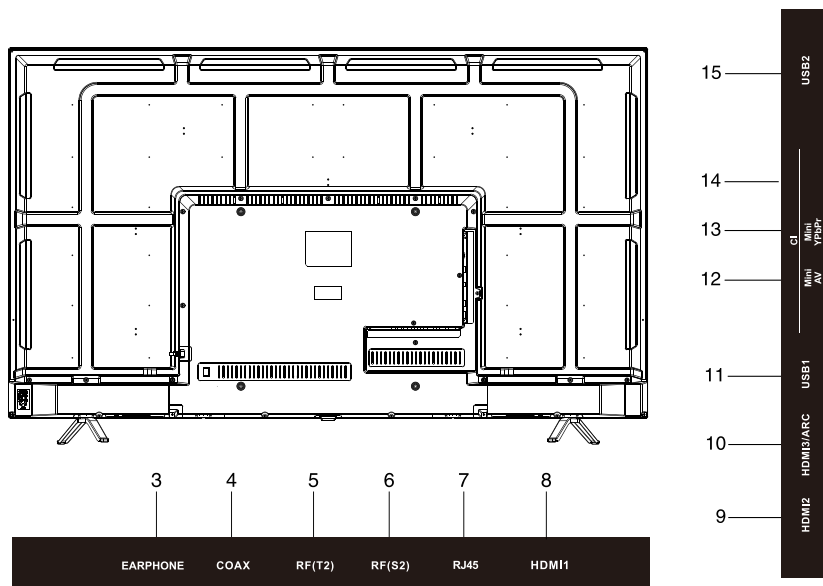 15
USB2
14
CI
13
Mini
YPbPr
12
Mini
AV
11
USB1
10
HDMI3/ARC
9
HDMI2
3
4
5
6
7
8
EARPHONE
COAX
RF(T2)
RF(S2)
RJ45
HDMI1